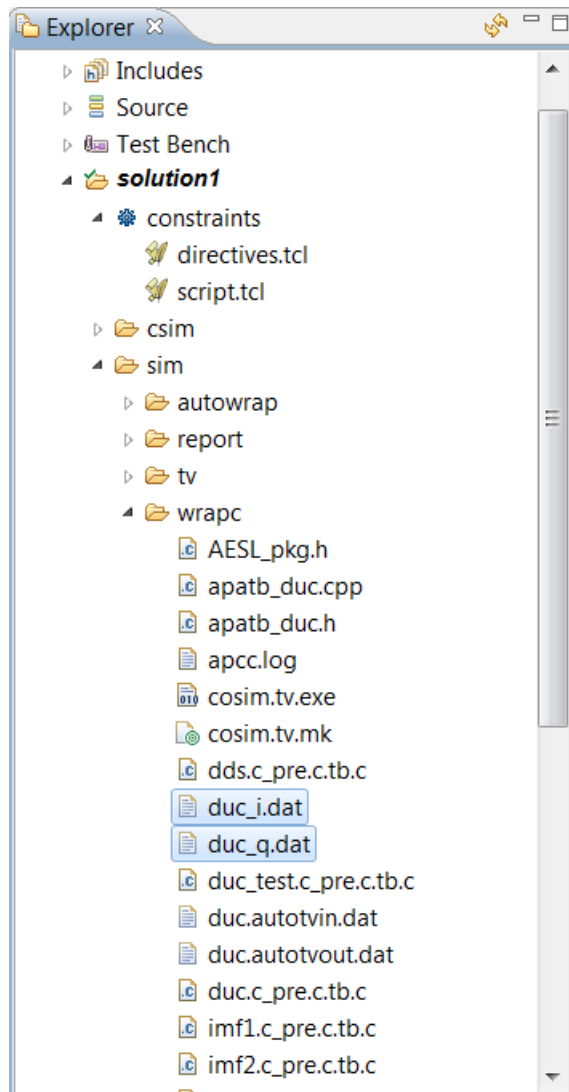 Explorer
Includes
Source
Test Bench
solution1
constraints
directives.tcl
script.tcl
csim
sim
autowrap
report
tv
wrapc
AESL_pkg.h
apatb_duc.cpp
apatb_duc.h
apcc.log
cosim.tv.exe
cosim.tv.mk
dds.c_pre.c.tb.c
duc_i.dat
duc_q.dat
duc_test.c_pre.c.tb.c
duc.autotvin.dat
duc.autotvout.dat
duc.c_pre.c.tb.c
imf1.c_pre.c.tb.c
imf2.c_pre.c.tb.c